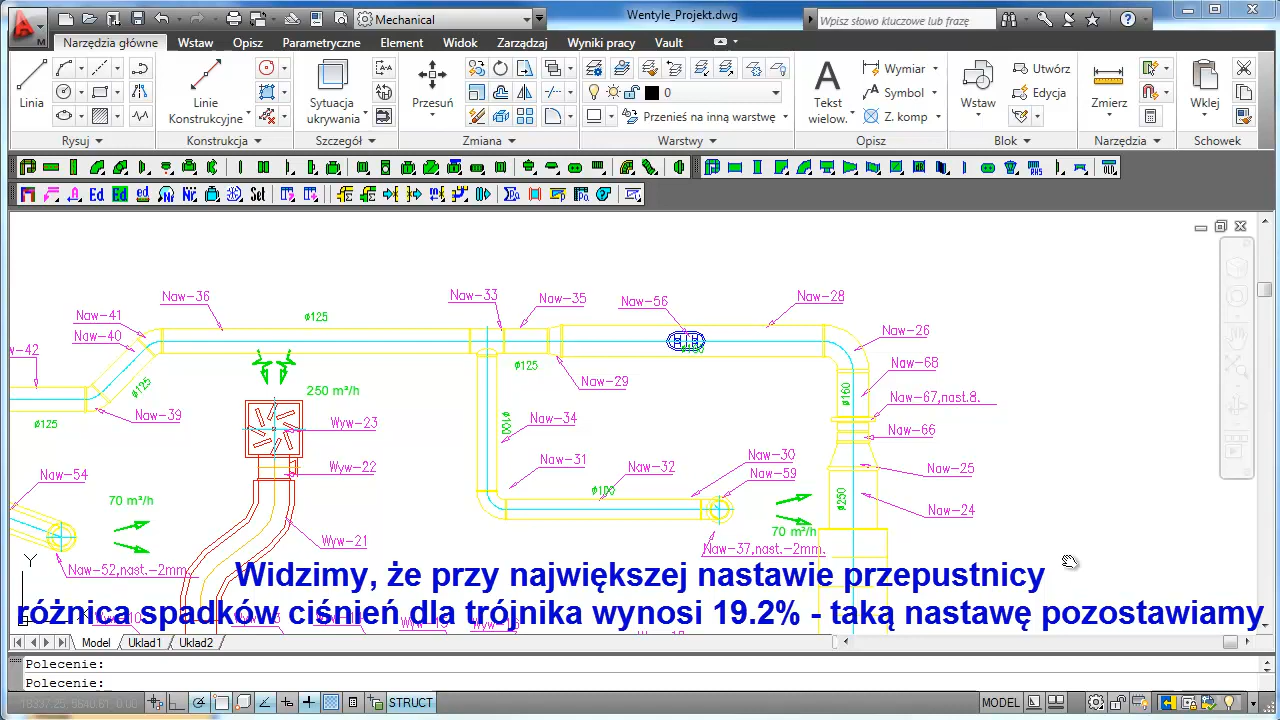 Mechanical
Wentyle_Projekt.dwg
Wpisz słowo kluczowe lub frazę
Narzędzia główne Wstaw Opisz Parametryczne Element Widok Zarządzaj Wyniki pracy Vault
Linia
Linie Konstrukcyjne
Sytuacja ukrywania
Przesuń
0
Przenieś na inną warstwę
Tekst wielow.
Wymiar
Symbol
Z. komp
Wstaw
Utwórz
Edycja
Zmierz
Wklej
Rysuj Konstrukcja Szczegół Zmiana Warstwy Opisz Blok Narzędzia Schowek
Ed Ed ed Set
Naw-36
Naw-33
Naw-35
Naw-56
Naw-28
Naw-41
ø125
Naw-40
Naw-26
w-42
ø125
Naw-68
ø125
Naw-29
250 m³/h
ø160
Naw-67,nast.8.
Naw-39
ø125
Wyw-23
ø100
Naw-34
Naw-66
Naw-31
Naw-32
Naw-30
Naw-59
Naw-25
Wyw-22
Naw-54
70 m³/h
ø100
ø250
Naw-24
70 m³/h
Wyw-21
Naw-37,nast.-2mm.
Naw-52,nast.-2mm.
Y
Widzimy, że przy największej nastawie przepustnicy
różnica spadków ciśnień dla trójnika wynosi 19.2% - taką nastawę pozostawiamy
Model Uklad1 Uklad2
Polecenie:
Polecenie:
STRUCT
MODEL